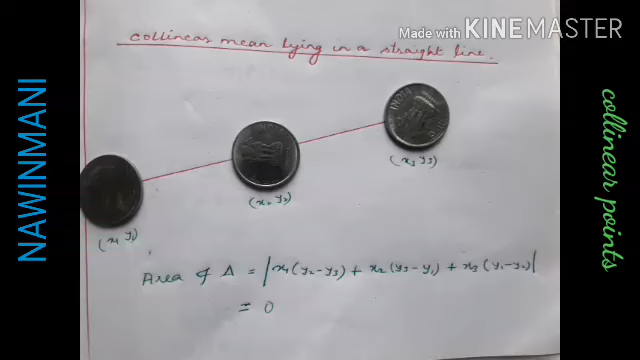 Made with KINEMASTER
collinear mean lying in a straight line.
INDIA
(x₁ y₁)
(x₂ y₂)
(x₃ y₃)
Area of Δ = |x₁(y₂-y₃) + x₂(y₃-y₁) + x₃(y₁-y₂)|
= 0
NAWINMANI
collinear points